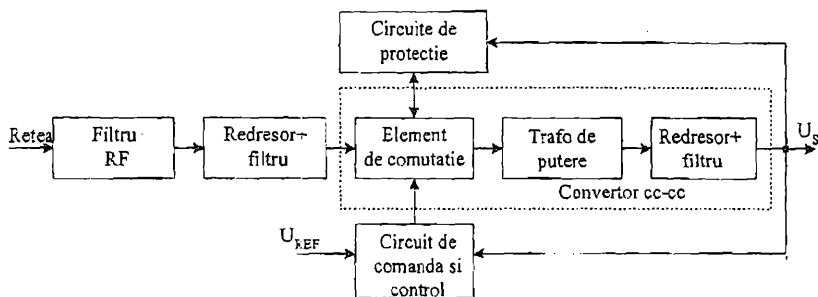 Circuite de
protectie
Retea
Filtru
RF
Redresor+
filtru
Element
de comutatie
Trafo de
putere
Redresor+
filtru
U_S
Convertor cc-cc
U_REF
Circuit de
comanda si
control